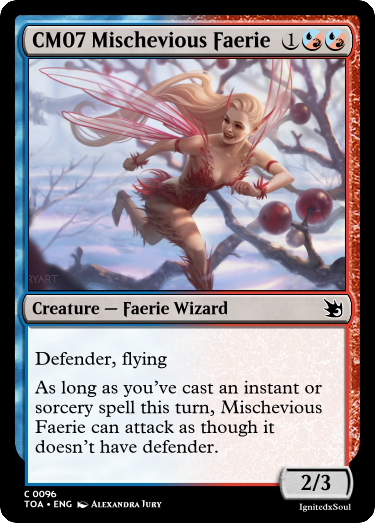 CM07 Mischevious Faerie 1
RYART
Creature — Faerie Wizard
Defender, flying
As long as you've cast an instant or
sorcery spell this turn, Mischevious
Faerie can attack as though it
doesn't have defender.
2/3
C 0096
TOA • ENG Alexandra Jury
IgnitedxSoul